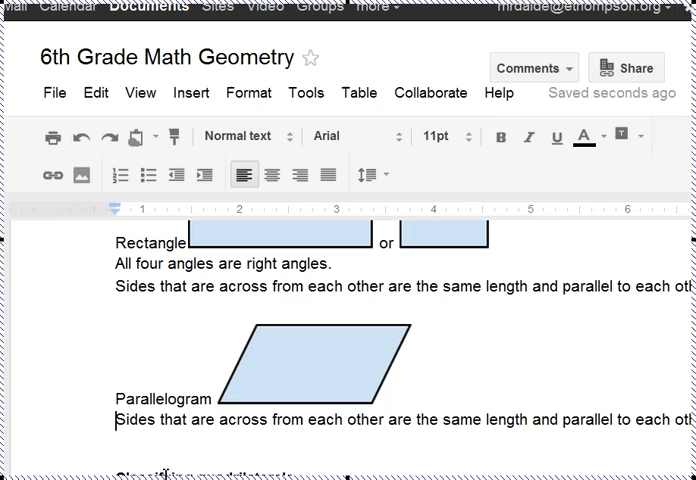 Calendar Documents Sites Video Groups more mrdalde@ethompson.org
6th Grade Math Geometry
Comments Share
File Edit View Insert Format Tools Table Collaborate Help Saved seconds ago
Normal text Arial 11pt B I U A T
1 2 3 4 5 6
Rectangle or
All four angles are right angles.
Sides that are across from each other are the same length and parallel to each
Parallelogram
Sides that are across from each other are the same length and parallel to each
Classifying quadrilaterals